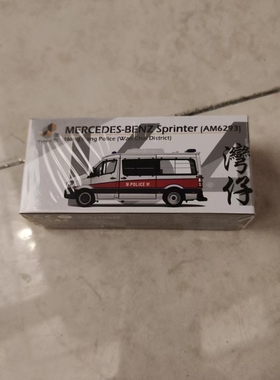 MERCEDES-BENZ Sprinter (AM6293)
Hong Kong Police (Wan Chai District)
POLICE
灣仔